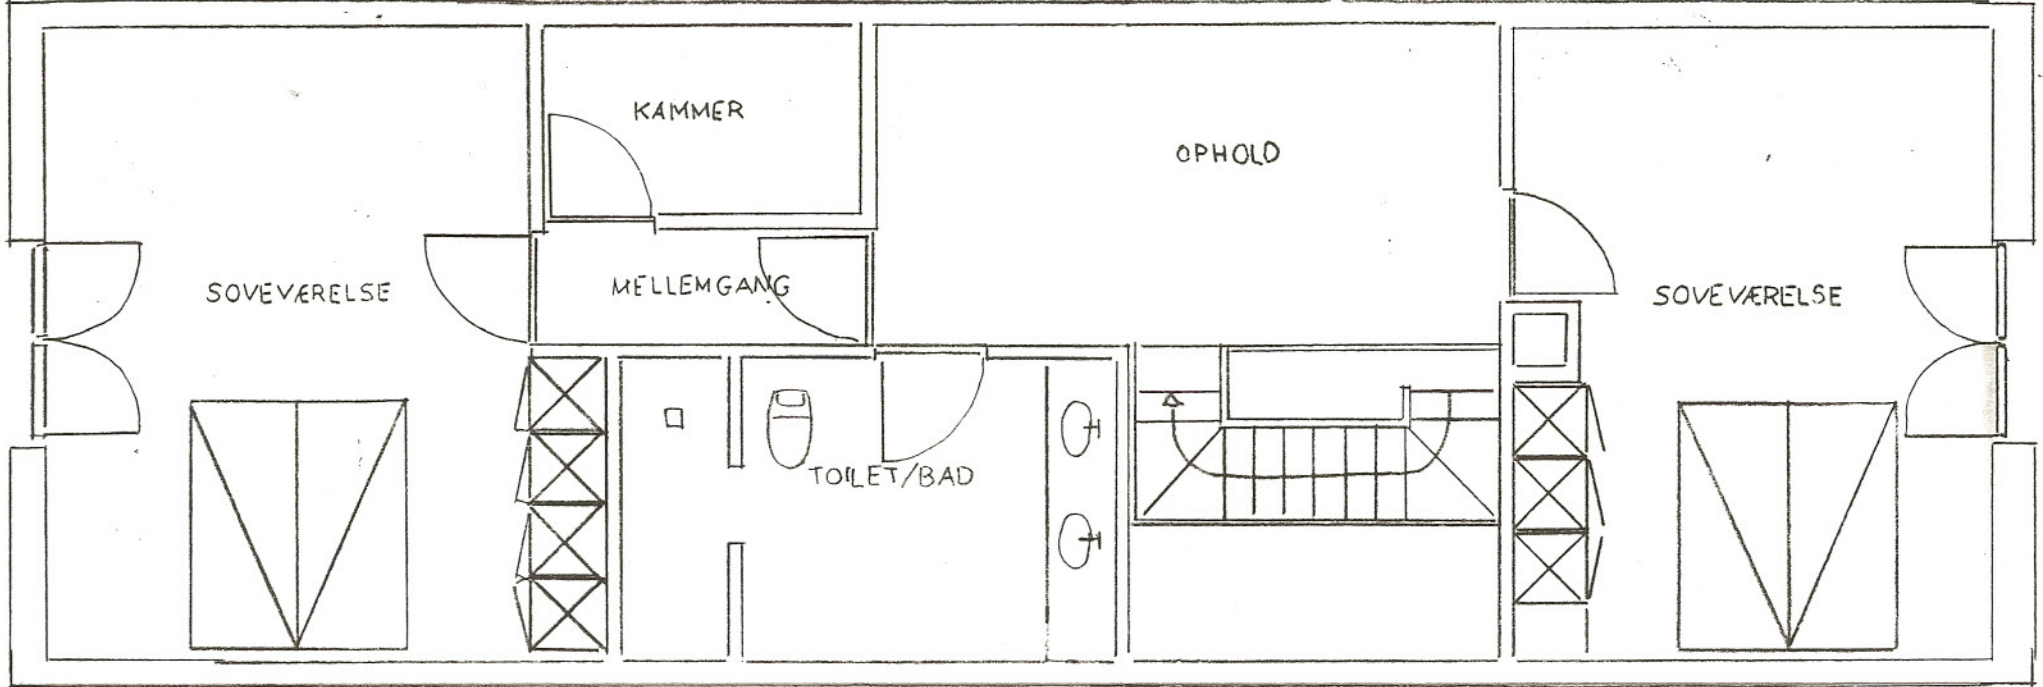 KAMMER
OPHOLD
SOVEVÆRELSE
MELLEMGANG
SOVEVÆRELSE
TOILET/BAD